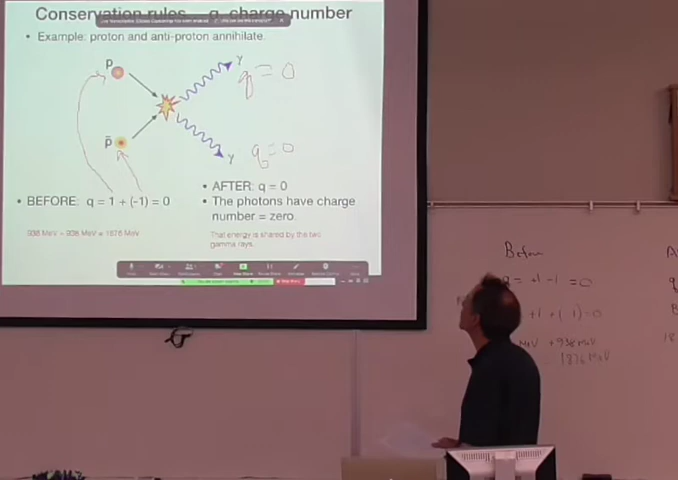 Conservation rules – q, charge number
• Example: proton and anti-proton annihilate.
p
γ
q = 0
p̄
γ
q = 0
• BEFORE: q = 1 + (-1) = 0
• AFTER: q = 0
• The photons have charge
number = zero.
938 MeV + 938 MeV = 1876 MeV
That energy is shared by the two
gamma rays.
Before
q = +1 -1 = 0
+1 + (-1) = 0
MeV + 938 MeV
1876 MeV